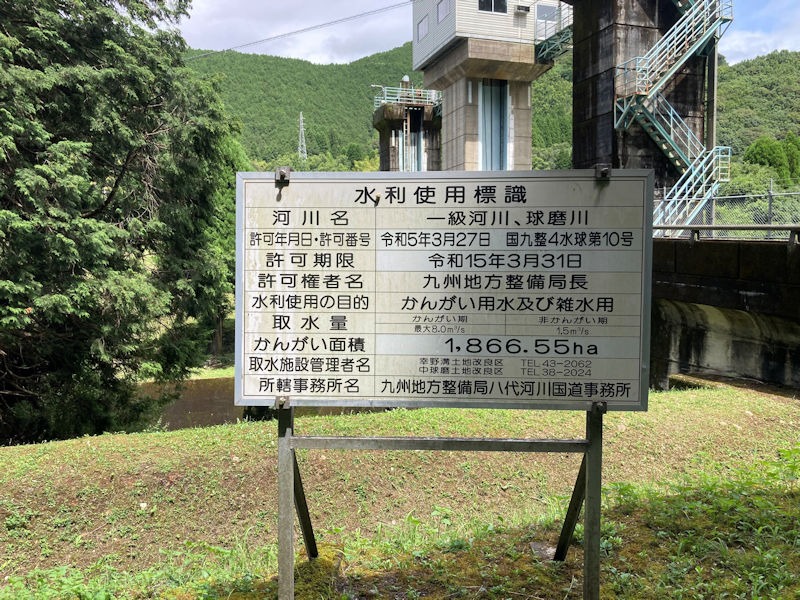 水利使用標識
河川名 一級河川、球磨川
許可年月日・許可番号 令和5年3月27日 国九整4水球第10号
許可期限 令和15年3月31日
許可権者名 九州地方整備局長
水利使用の目的 かんがい用水及び雑水用
取水量 かんがい期 最大8.0m³/s 非かんがい期 1.5m³/s
かんがい面積 1,866.55ha
取水施設管理者名 幸野溝土地改良区 TEL 43-2062
中球磨土地改良区 TEL 38-2024
所轄事務所名 九州地方整備局八代河川国道事務所